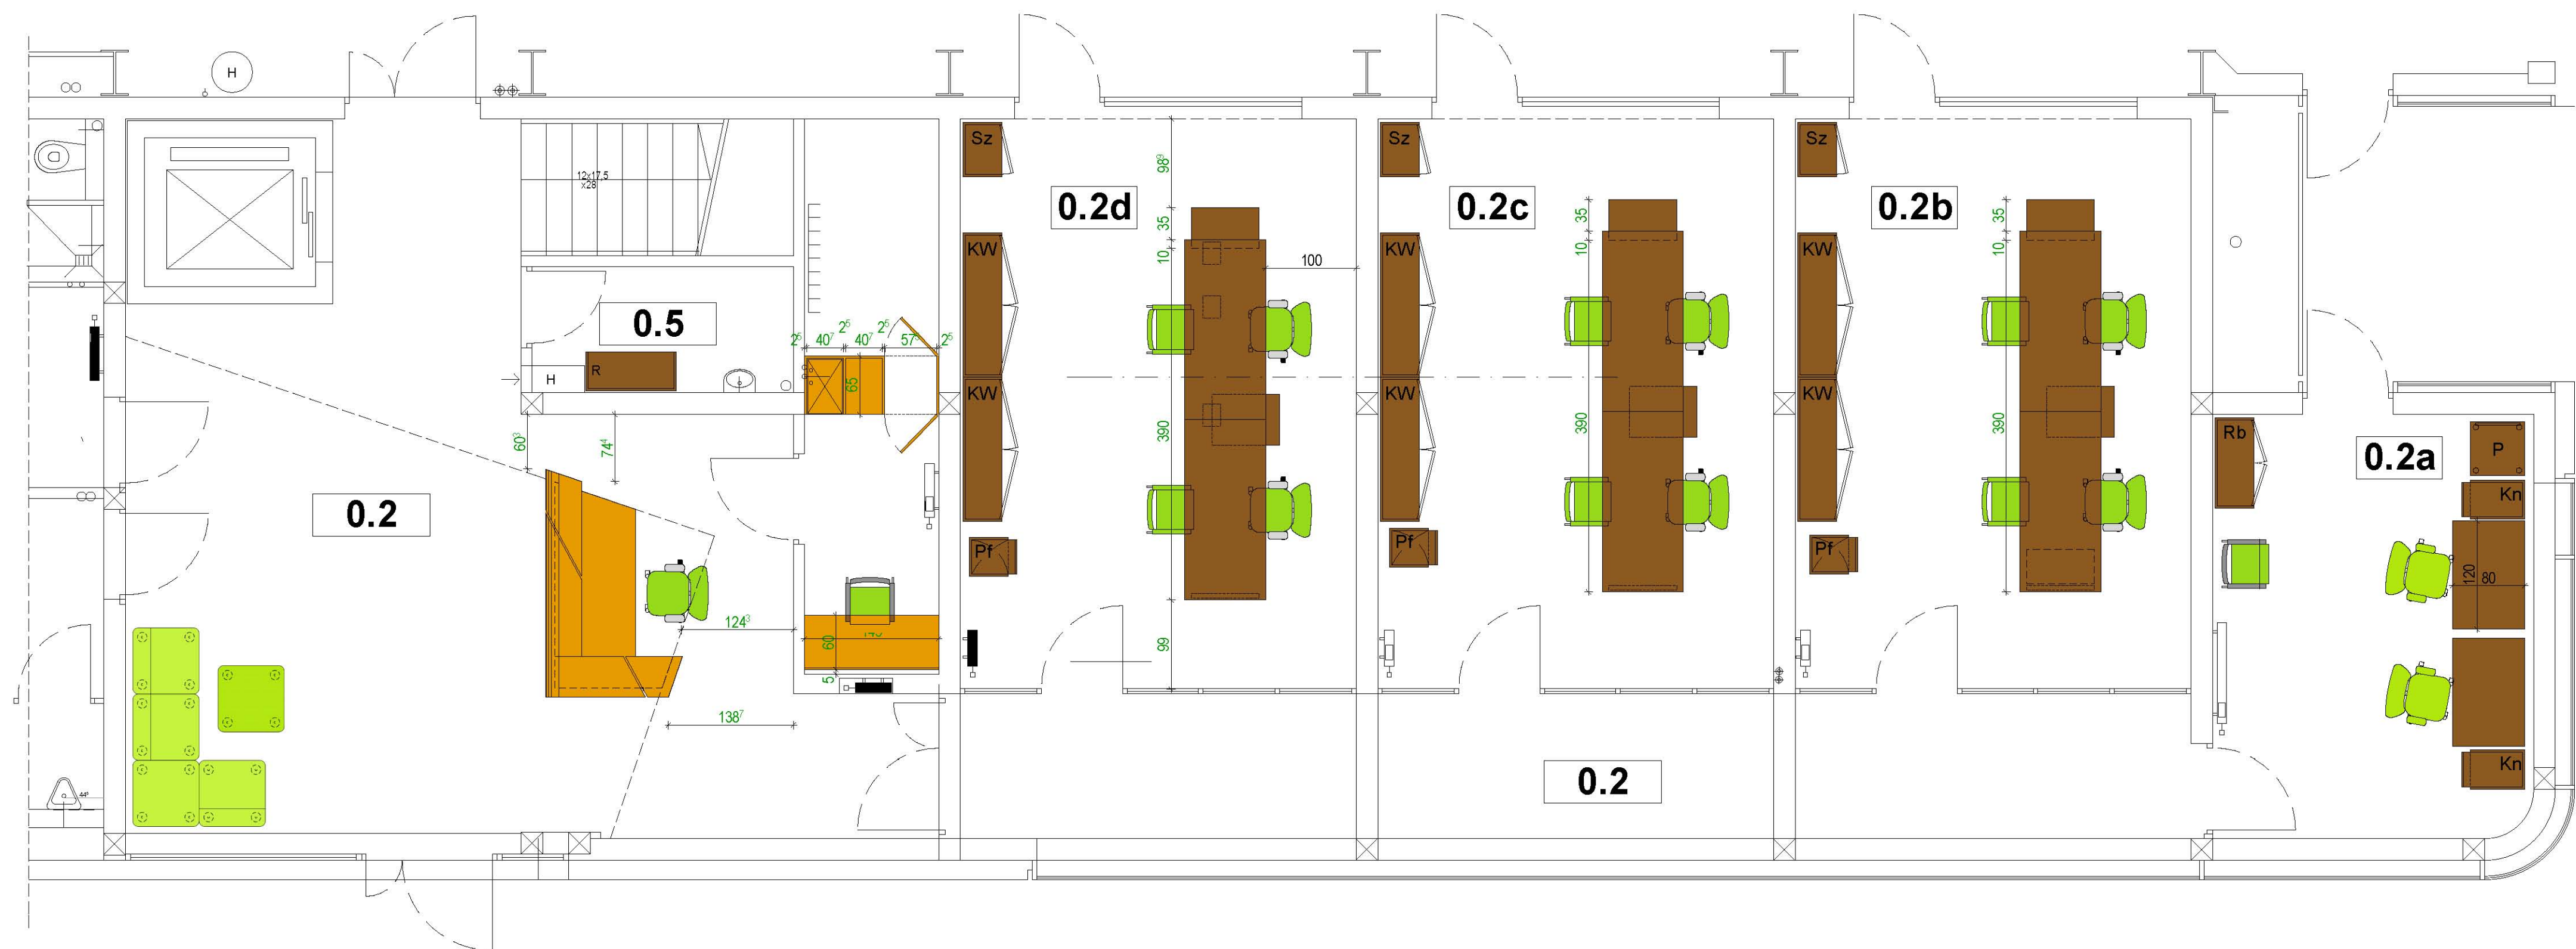 H
12x17,5
x28
0.5
R
H
2⁵
40⁷
2⁵
40⁷
2⁵
57⁵
2⁵
65
60³
74⁴
0.2
124³
138⁷
60
5
44⁹
Sz
KW
KW
Pf
0.2d
98⁹
35
10
100
390
99
Sz
KW
KW
Pf
0.2c
35
10
390
0.2
Sz
KW
KW
Pf
0.2b
35
10
390
Rb
0.2a
P
Kn
120
80
Kn